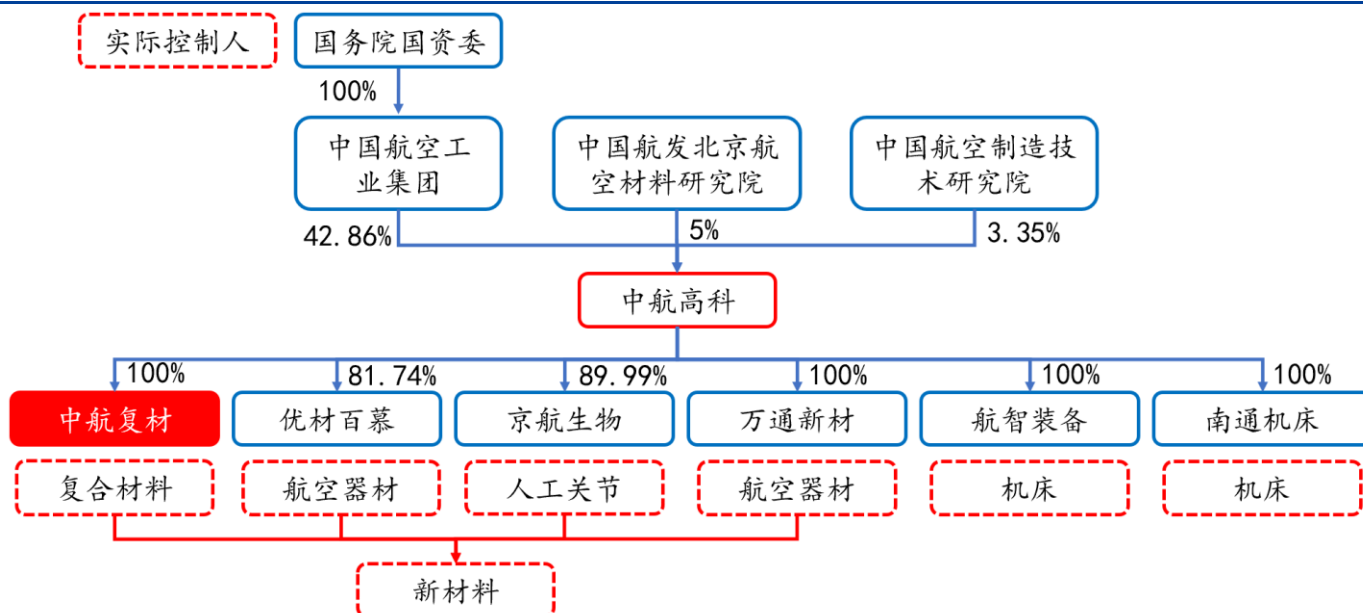 实际控制人
国务院国资委
100%
中国航空工
业集团
中国航发北京航
空材料研究院
中国航空制造技
术研究院
42.86%
5%
3.35%
中航高科
100%
81.74%
89.99%
100%
100%
100%
中航复材
优材百慕
京航生物
万通新材
航智装备
南通机床
复合材料
航空器材
人工关节
航空器材
机床
机床
新材料